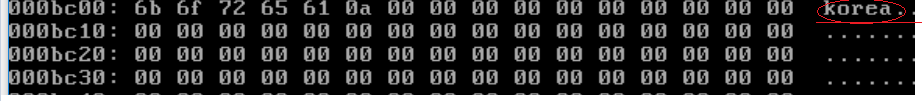 000bc00: 6b 6f 72 65 61 0a 00 00 00 00 00 00 00 00 00 00 korea..
000bc10: 00 00 00 00 00 00 00 00 00 00 00 00 00 00 00 00 .......
000bc20: 00 00 00 00 00 00 00 00 00 00 00 00 00 00 00 00 .......
000bc30: 00 00 00 00 00 00 00 00 00 00 00 00 00 00 00 00 .......